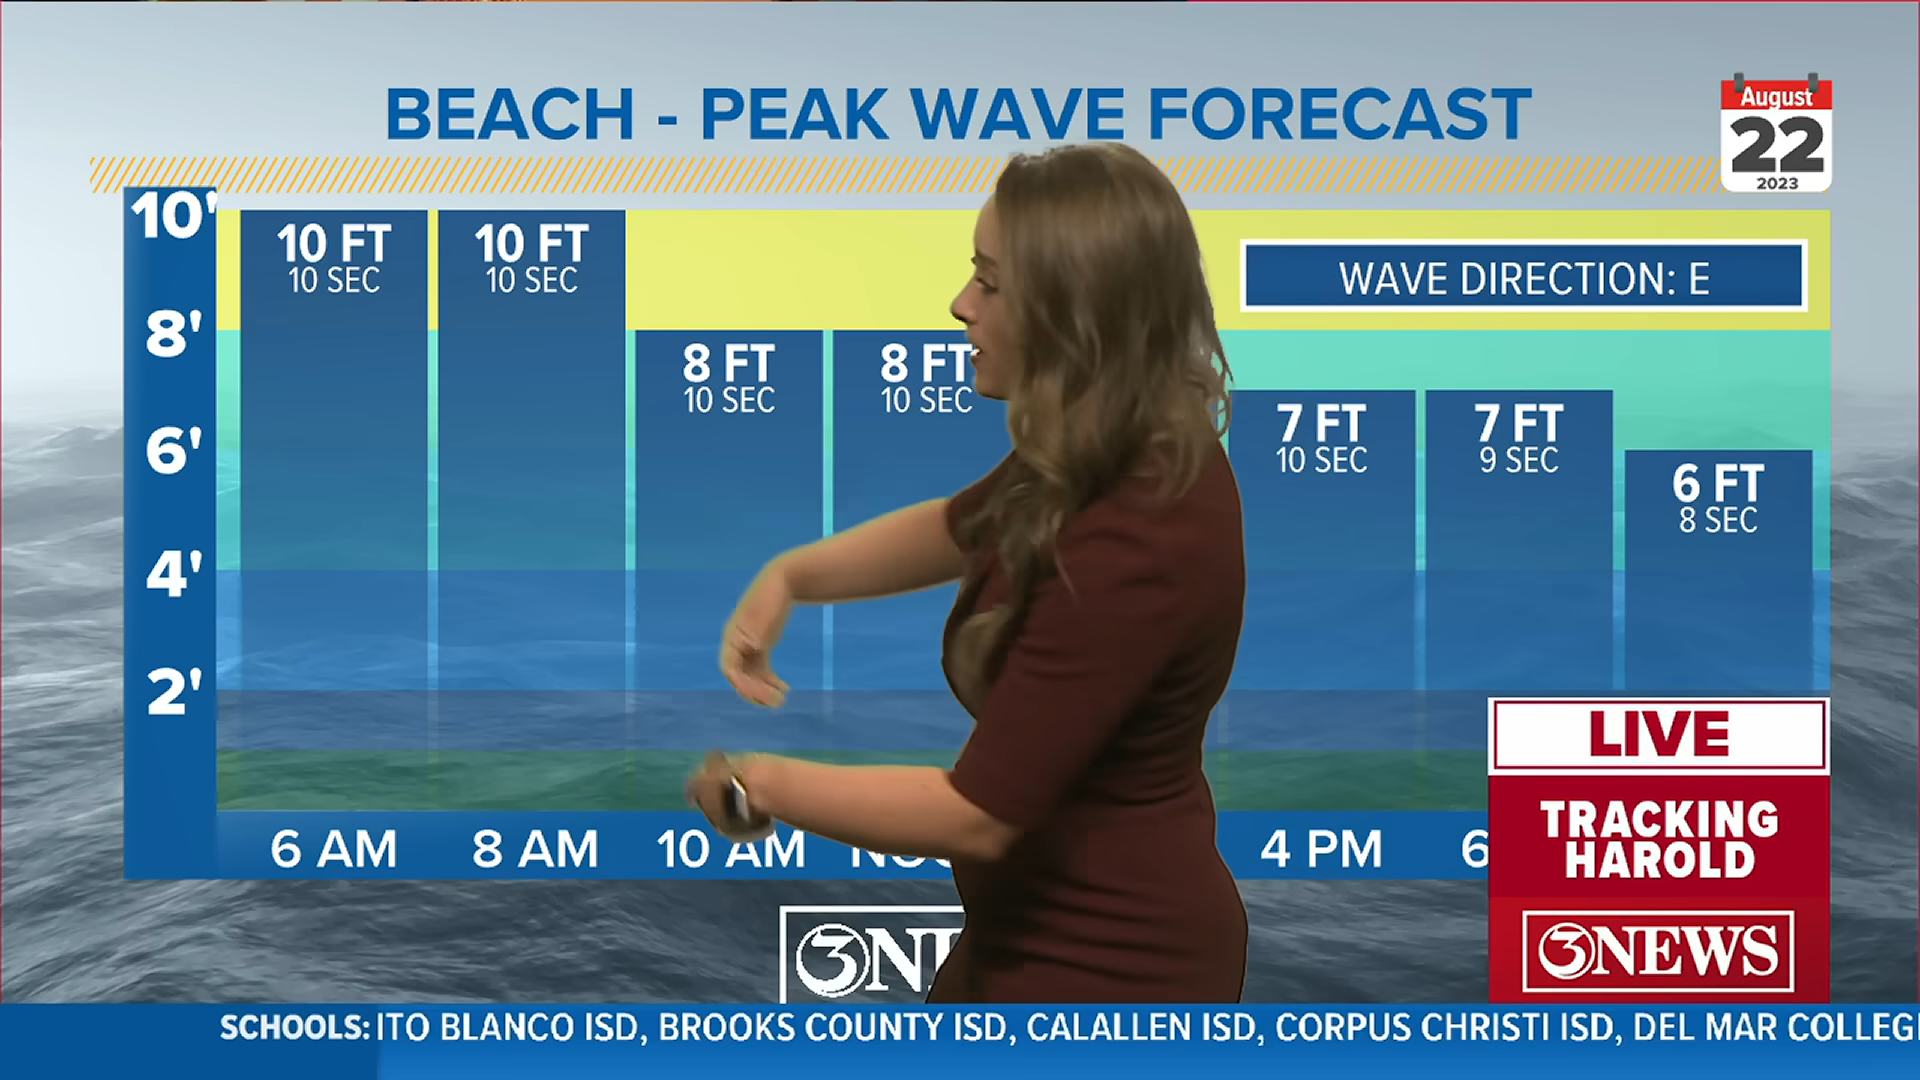 BEACH - PEAK WAVE FORECAST
August
22
2023
10'
8'
6'
4'
2'
10 FT
10 SEC
10 FT
10 SEC
8 FT
10 SEC
8 FT
10 SEC
7 FT
10 SEC
7 FT
9 SEC
6 FT
8 SEC
WAVE DIRECTION: E
6 AM
8 AM
10 AM
4 PM
6
LIVE
TRACKING
HAROLD
3NEWS
3NE
SCHOOLS: ITO BLANCO ISD, BROOKS COUNTY ISD, CALALLEN ISD, CORPUS CHRISTI ISD, DEL MAR COLLEG